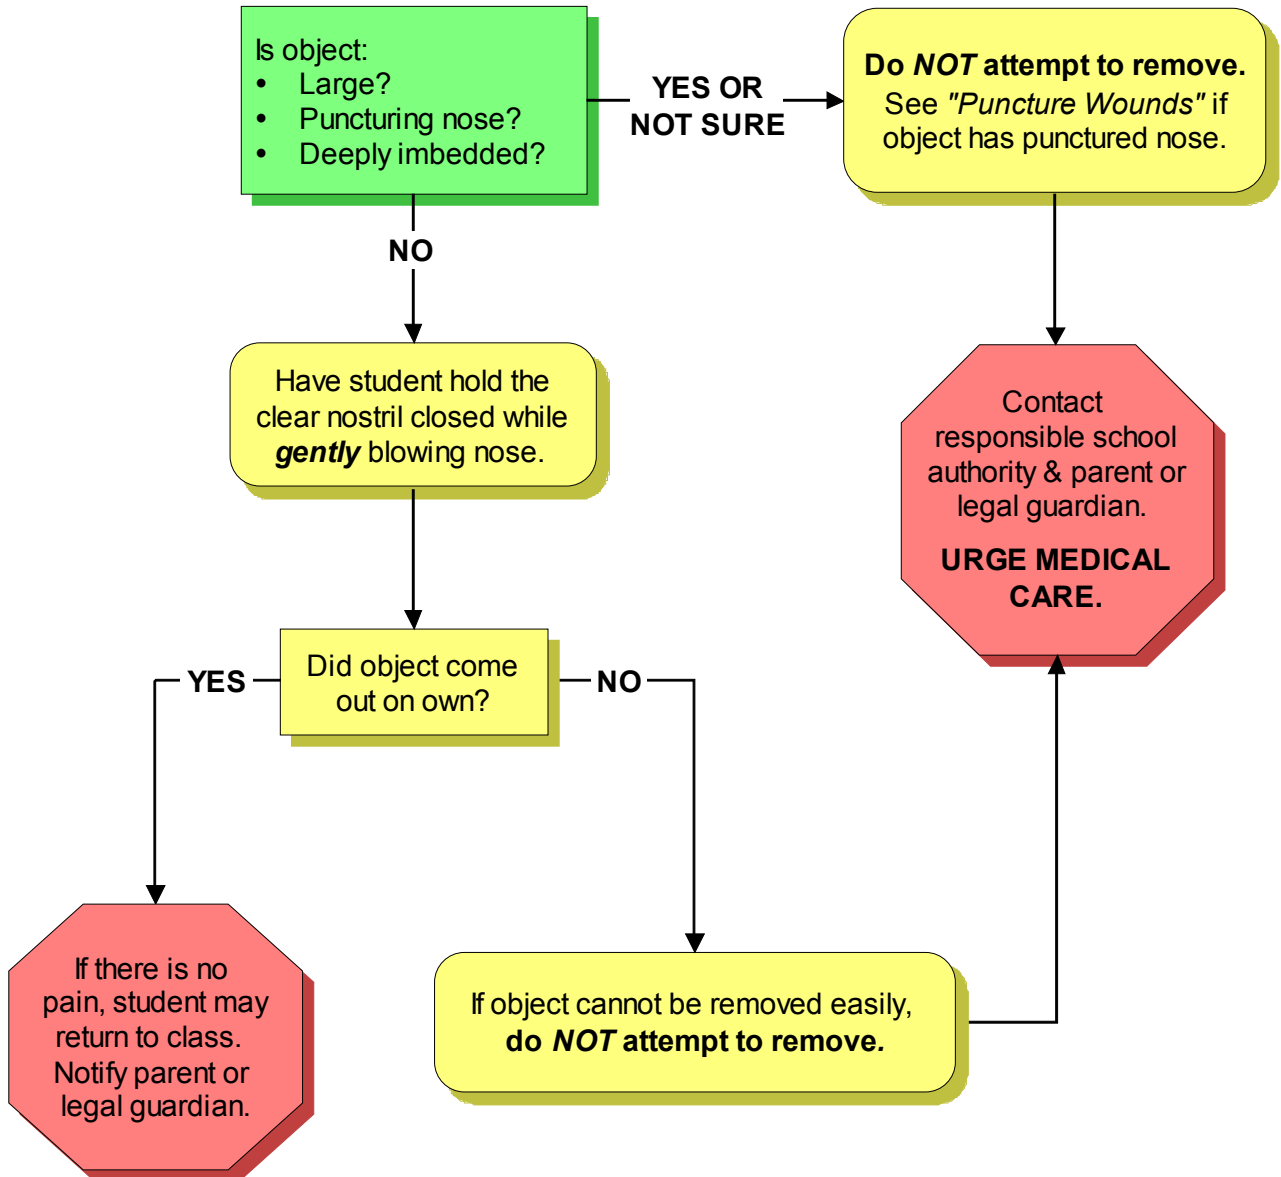 Is object:
• Large?
• Puncturing nose?
• Deeply imbedded?
YES OR
NOT SURE
Do NOT attempt to remove.
See "Puncture Wounds" if
object has punctured nose.
NO
Have student hold the
clear nostril closed while
gently blowing nose.
Contact
responsible school
authority & parent or
legal guardian.
URGE MEDICAL
CARE.
Did object come
out on own?
YES
NO
If there is no
pain, student may
return to class.
Notify parent or
legal guardian.
If object cannot be removed easily,
do NOT attempt to remove.